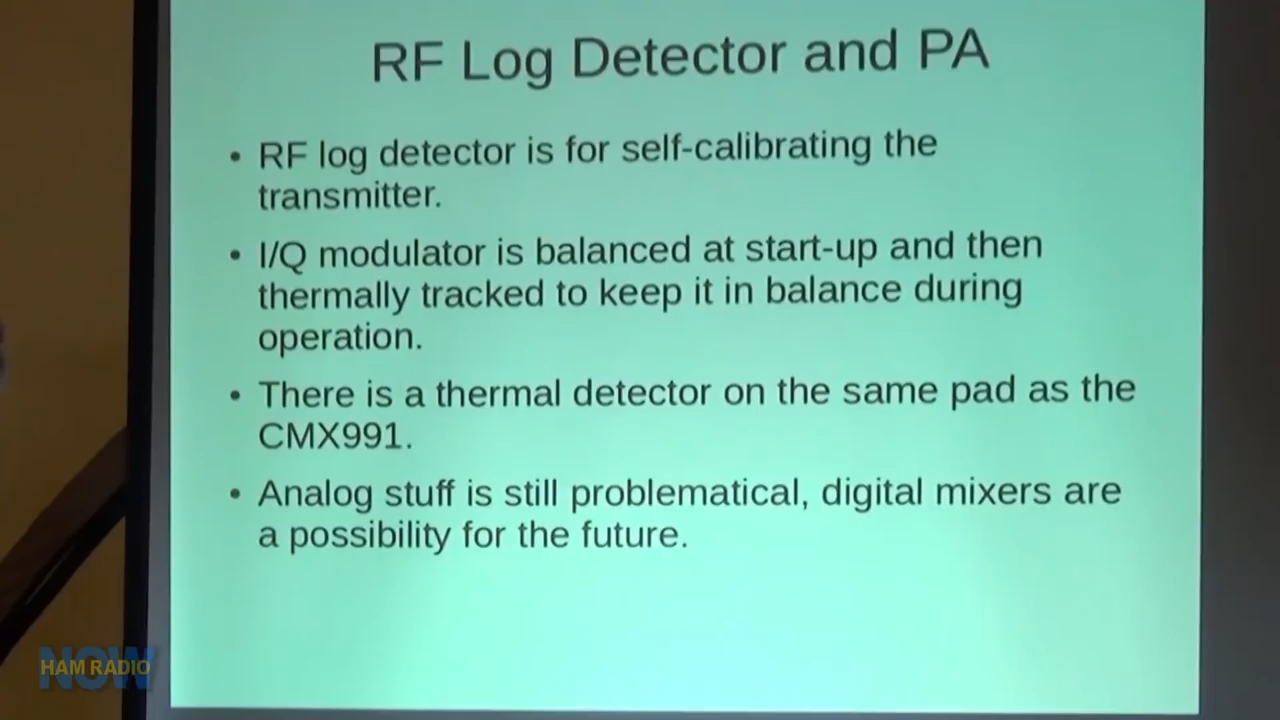 RF Log Detector and PA
• RF log detector is for self-calibrating the
transmitter.
• I/Q modulator is balanced at start-up and then
thermally tracked to keep it in balance during
operation.
• There is a thermal detector on the same pad as the
CMX991.
• Analog stuff is still problematical, digital mixers are
a possibility for the future.
HAM RADIO
NOW